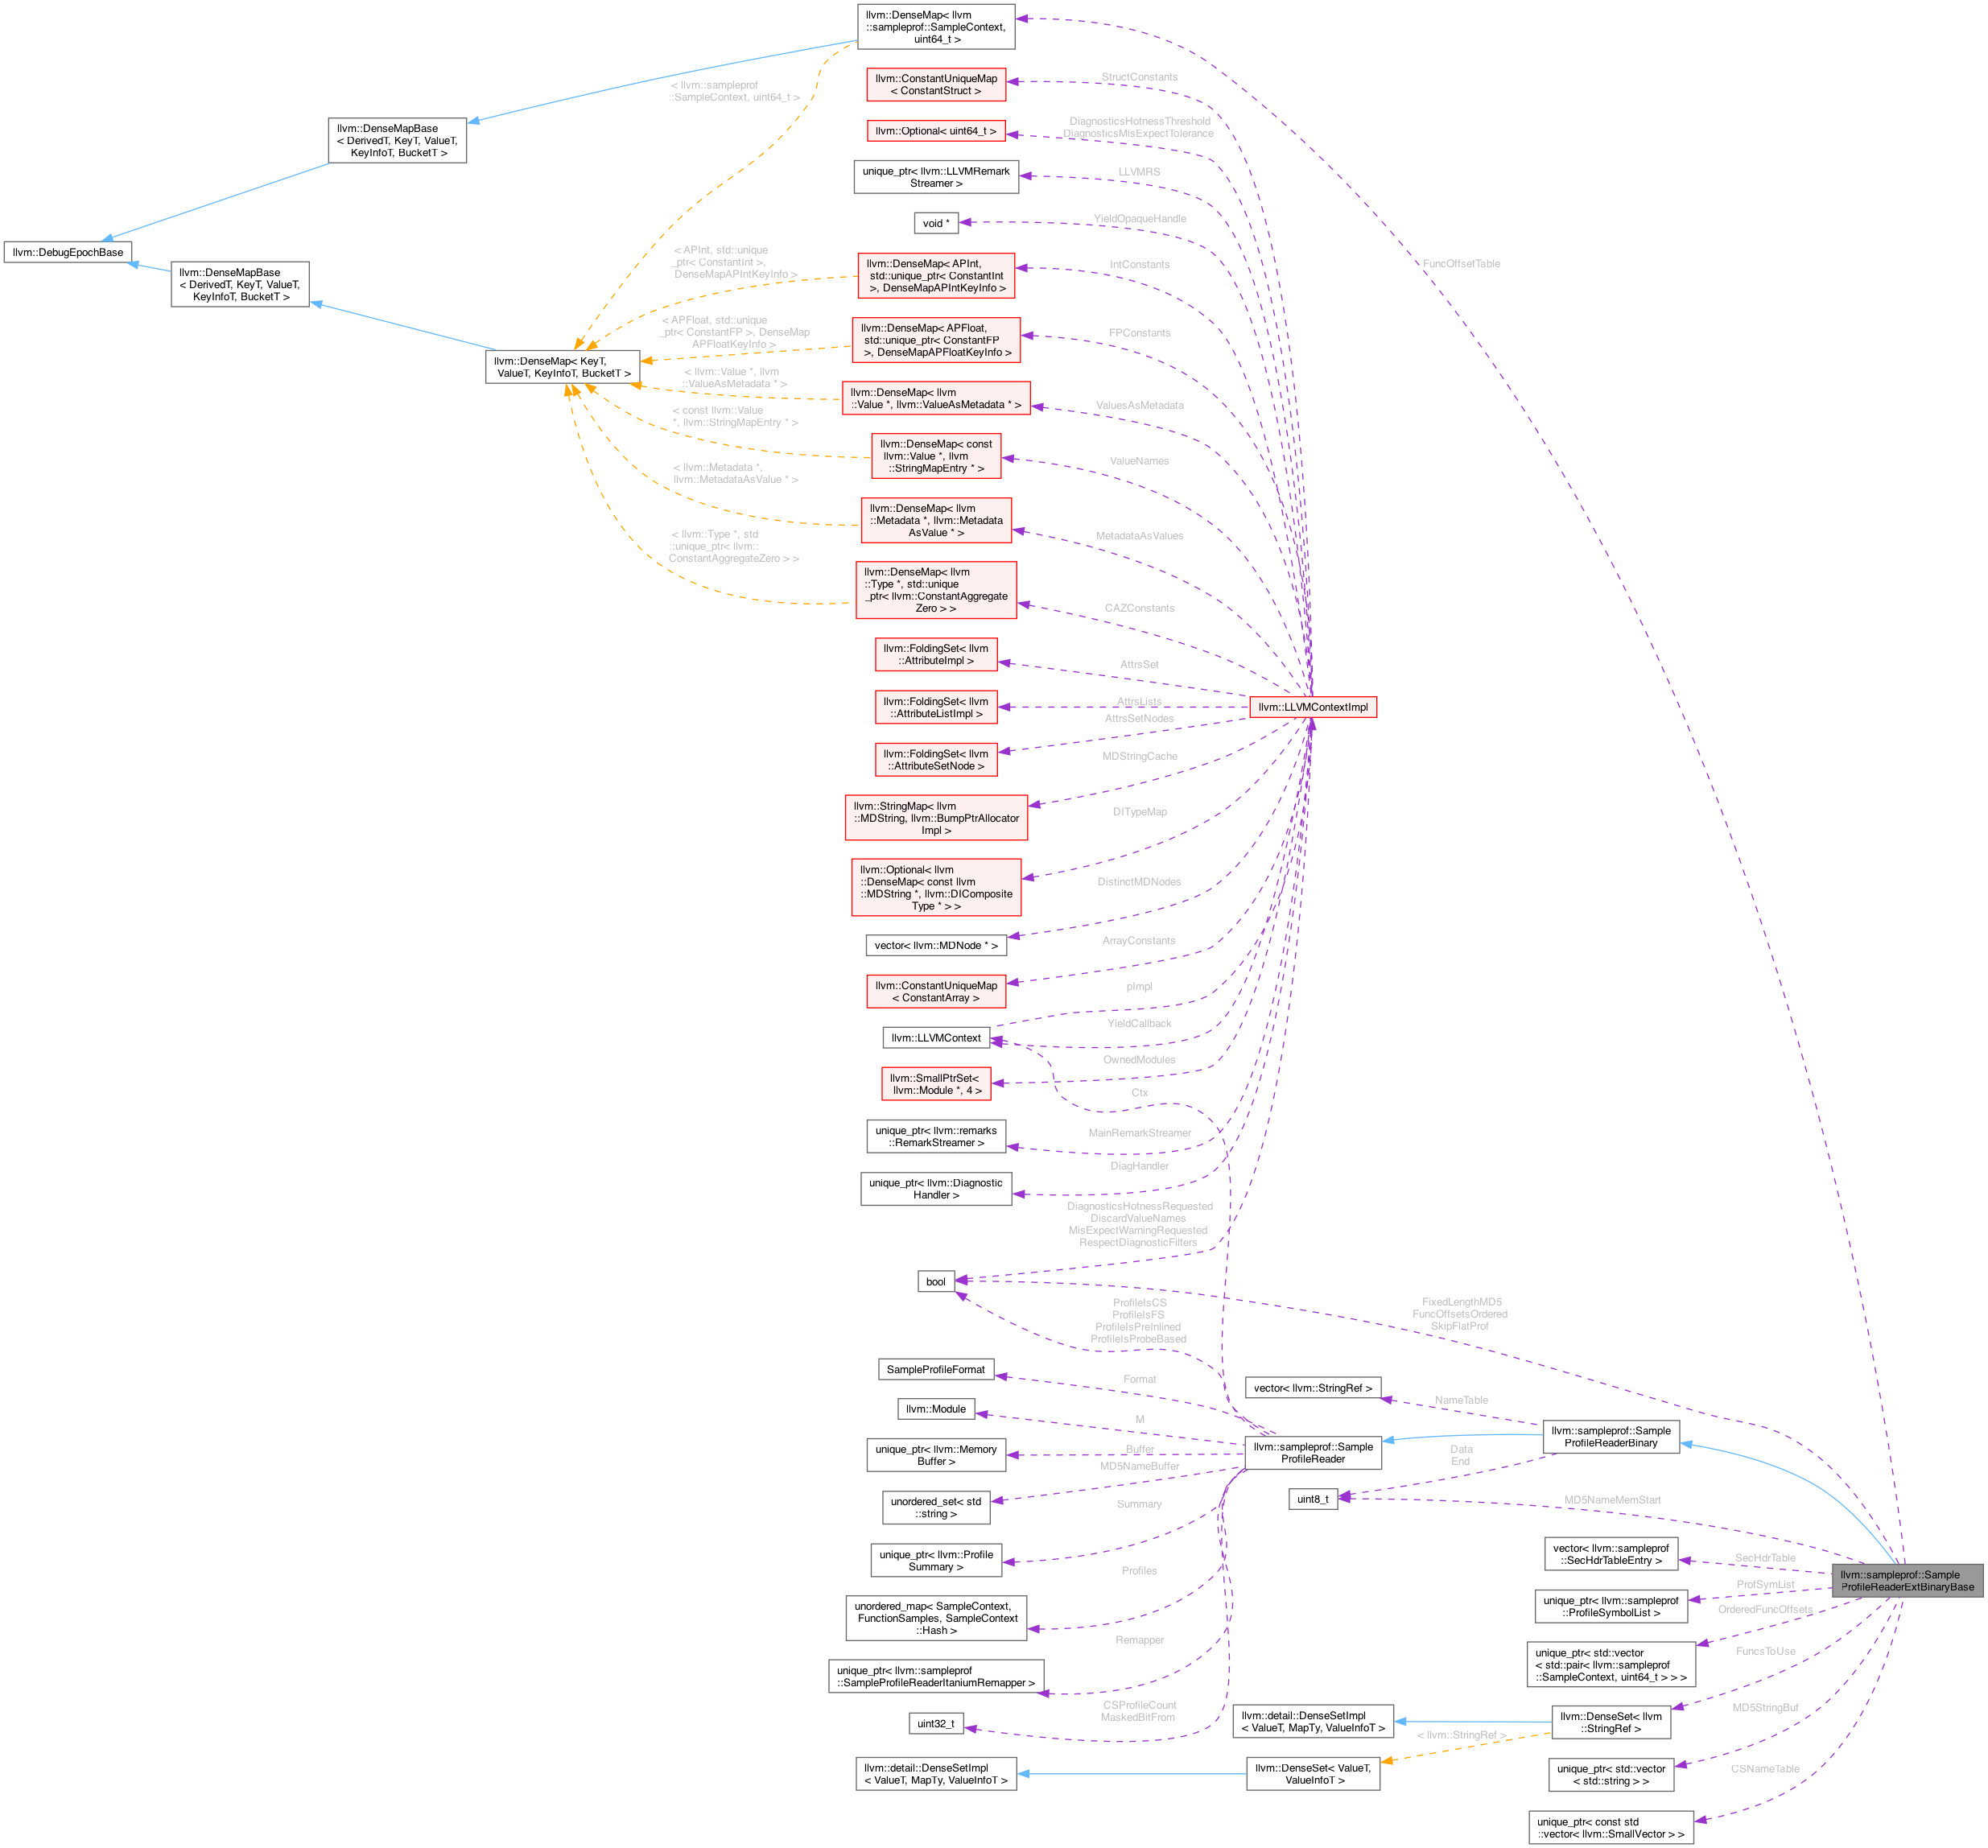 llvm::DenseMap< llvm
::sampleprof::SampleContext,
uint64_t >
FuncOffsetTable
llvm::ConstantUniqueMap
< ConstantStruct >
StructConstants
< llvm::sampleprof
::SampleContext, uint64_t >
llvm::Optional< uint64_t >
DiagnosticsHotnessThreshold
DiagnosticsMisExpectTolerance
llvm::DenseMapBase
< DerivedT, KeyT, ValueT,
KeyInfoT, BucketT >
unique_ptr< llvm::LLVMRemark
Streamer >
LLVMRS
void *
YieldOpaqueHandle
llvm::DebugEpochBase
llvm::DenseMapBase
< DerivedT, KeyT, ValueT,
KeyInfoT, BucketT >
< APInt, std::unique
_ptr< ConstantInt >,
DenseMapAPIntKeyInfo >
llvm::DenseMap< APInt,
std::unique_ptr< ConstantInt
>, DenseMapAPIntKeyInfo >
IntConstants
< APFloat, std::unique
_ptr< ConstantFP >, DenseMap
APFloatKeyInfo >
llvm::DenseMap< APFloat,
std::unique_ptr< ConstantFP
>, DenseMapAPFloatKeyInfo >
FPConstants
llvm::DenseMap< KeyT,
ValueT, KeyInfoT, BucketT >
< llvm::Value *, llvm
::ValueAsMetadata * >
llvm::DenseMap< llvm
::Value *, llvm::ValueAsMetadata * >
ValuesAsMetadata
< const llvm::Value
*, llvm::StringMapEntry * >
llvm::DenseMap< const
llvm::Value *, llvm
::StringMapEntry * >
ValueNames
< llvm::Metadata *,
llvm::MetadataAsValue * >
llvm::DenseMap< llvm
::Metadata *, llvm::Metadata
AsValue * >
MetadataAsValues
< llvm::Type *, std
::unique_ptr< llvm::
ConstantAggregateZero > >
llvm::DenseMap< llvm
::Type *, std::unique
_ptr< llvm::ConstantAggregate
Zero > >
CAZConstants
llvm::FoldingSet< llvm
::AttributeImpl >
AttrsSet
llvm::FoldingSet< llvm
::AttributeListImpl >
AttrsLists
llvm::LLVMContextImpl
llvm::FoldingSet< llvm
::AttributeSetNode >
AttrsSetNodes
llvm::StringMap< llvm
::MDString, llvm::BumpPtrAllocator
Impl >
MDStringCache
llvm::Optional< llvm
::DenseMap< const llvm
::MDString *, llvm::DIComposite
Type * > >
DITypeMap
vector< llvm::MDNode * >
DistinctMDNodes
llvm::ConstantUniqueMap
< ConstantArray >
ArrayConstants
llvm::LLVMContext
pImpl
YieldCallback
llvm::SmallPtrSet<
llvm::Module *, 4 >
OwnedModules
Ctx
unique_ptr< llvm::remarks
::RemarkStreamer >
MainRemarkStreamer
unique_ptr< llvm::Diagnostic
Handler >
DiagHandler
DiagnosticsHotnessRequested
DiscardValueNames
MisExpectWarningRequested
RespectDiagnosticFilters
bool
ProfileIsCS
ProfileIsFS
ProfileIsPreInlined
ProfileIsProbeBased
FixedLengthMD5
FuncOffsetsOrdered
SkipFlatProf
SampleProfileFormat
Format
llvm::Module
M
unique_ptr< llvm::Memory
Buffer >
Buffer
vector< llvm::StringRef >
NameTable
llvm::sampleprof::Sample
ProfileReader
llvm::sampleprof::Sample
ProfileReaderBinary
Data
End
uint8_t
MD5NameMemStart
unordered_set< std
::string >
MD5NameBuffer
unique_ptr< llvm::Profile
Summary >
Summary
vector< llvm::sampleprof
::SecHdrTableEntry >
SecHdrTable
llvm::sampleprof::Sample
ProfileReaderExtBinaryBase
unordered_map< SampleContext,
FunctionSamples, SampleContext
::Hash >
Profiles
unique_ptr< llvm::sampleprof
::ProfileSymbolList >
ProfSymList
unique_ptr< llvm::sampleprof
::SampleProfileReaderItaniumRemapper >
Remapper
unique_ptr< std::vector
< std::pair< llvm::sampleprof
::SampleContext, uint64_t > > >
OrderedFuncOffsets
uint32_t
CSProfileCount
MaskedBitFrom
llvm::detail::DenseSetImpl
< ValueT, MapTy, ValueInfoT >
llvm::DenseSet< llvm
::StringRef >
FuncsToUse
< llvm::StringRef >
llvm::detail::DenseSetImpl
< ValueT, MapTy, ValueInfoT >
llvm::DenseSet< ValueT,
ValueInfoT >
unique_ptr< std::vector
< std::string > >
MD5StringBuf
unique_ptr< const std
::vector< llvm::SmallVector > >
CSNameTable